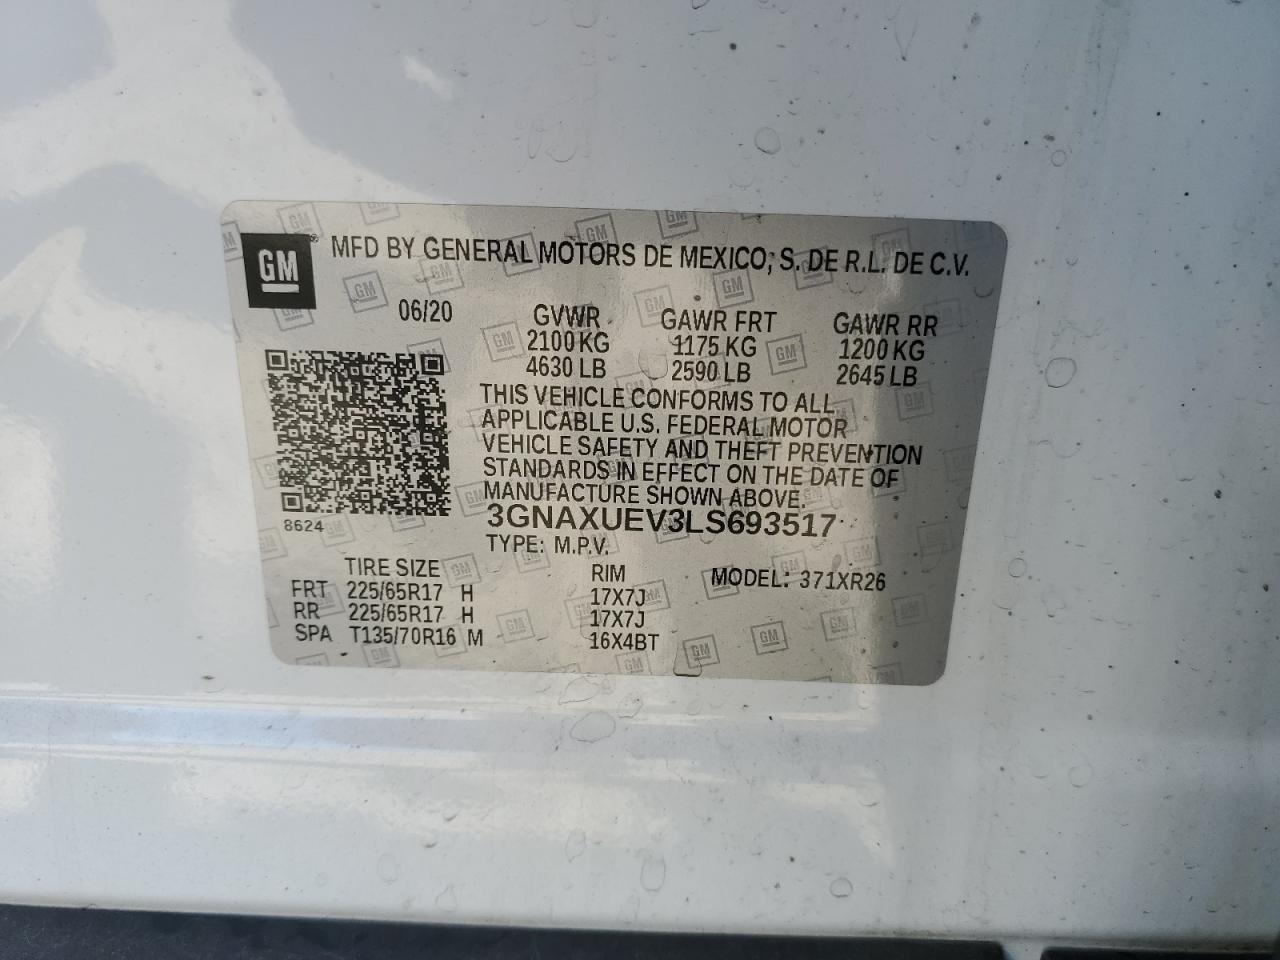 GM
MFD BY GENERAL MOTORS DE MEXICO, S. DE R.L. DE C.V.
06/20
GVWR GAWR FRT GAWR RR
2100 KG 1175 KG 1200 KG
4630 LB 2590 LB 2645 LB
THIS VEHICLE CONFORMS TO ALL
APPLICABLE U.S. FEDERAL MOTOR
VEHICLE SAFETY AND THEFT PREVENTION
STANDARDS IN EFFECT ON THE DATE OF
MANUFACTURE SHOWN ABOVE.
8624
3GNAXUEV3LS693517
TYPE: M.P.V.
TIRE SIZE RIM MODEL: 371XR26
FRT 225/65R17 H 17X7J
RR 225/65R17 H 17X7J
SPA T135/70R16 M 16X4BT